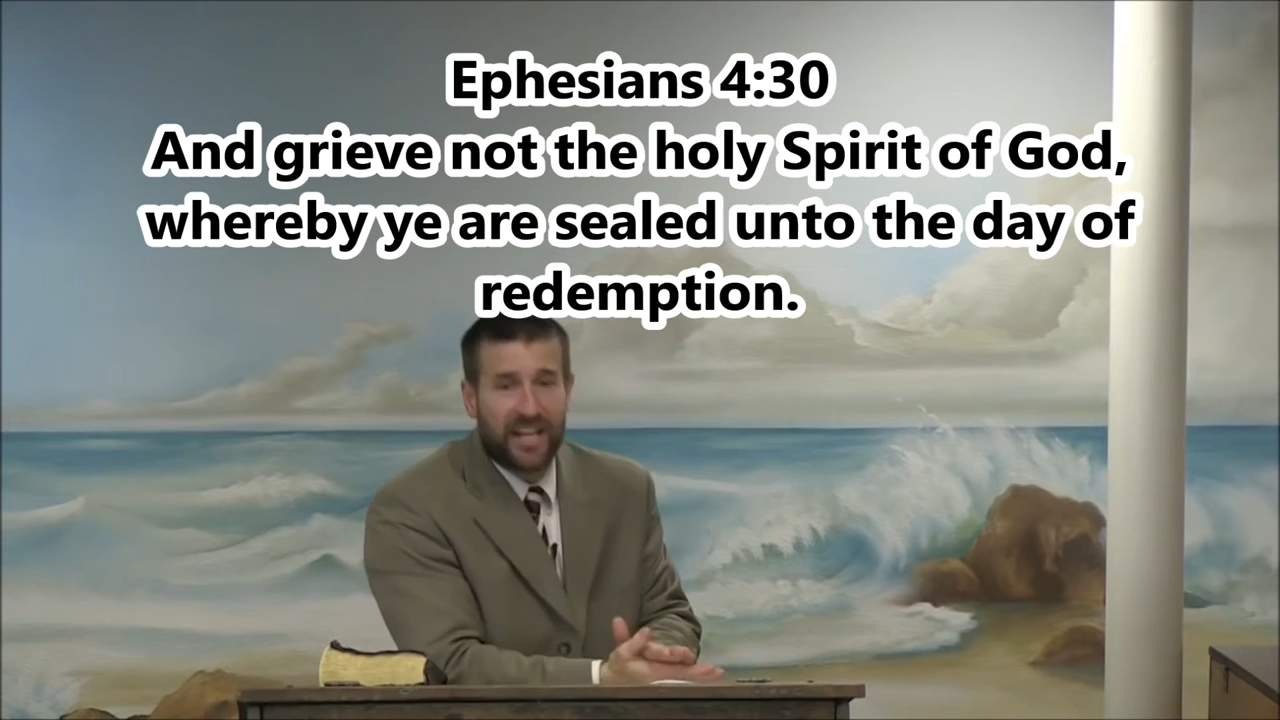 Ephesians 4:30
And grieve not the holy Spirit of God,
whereby ye are sealed unto the day of
redemption.